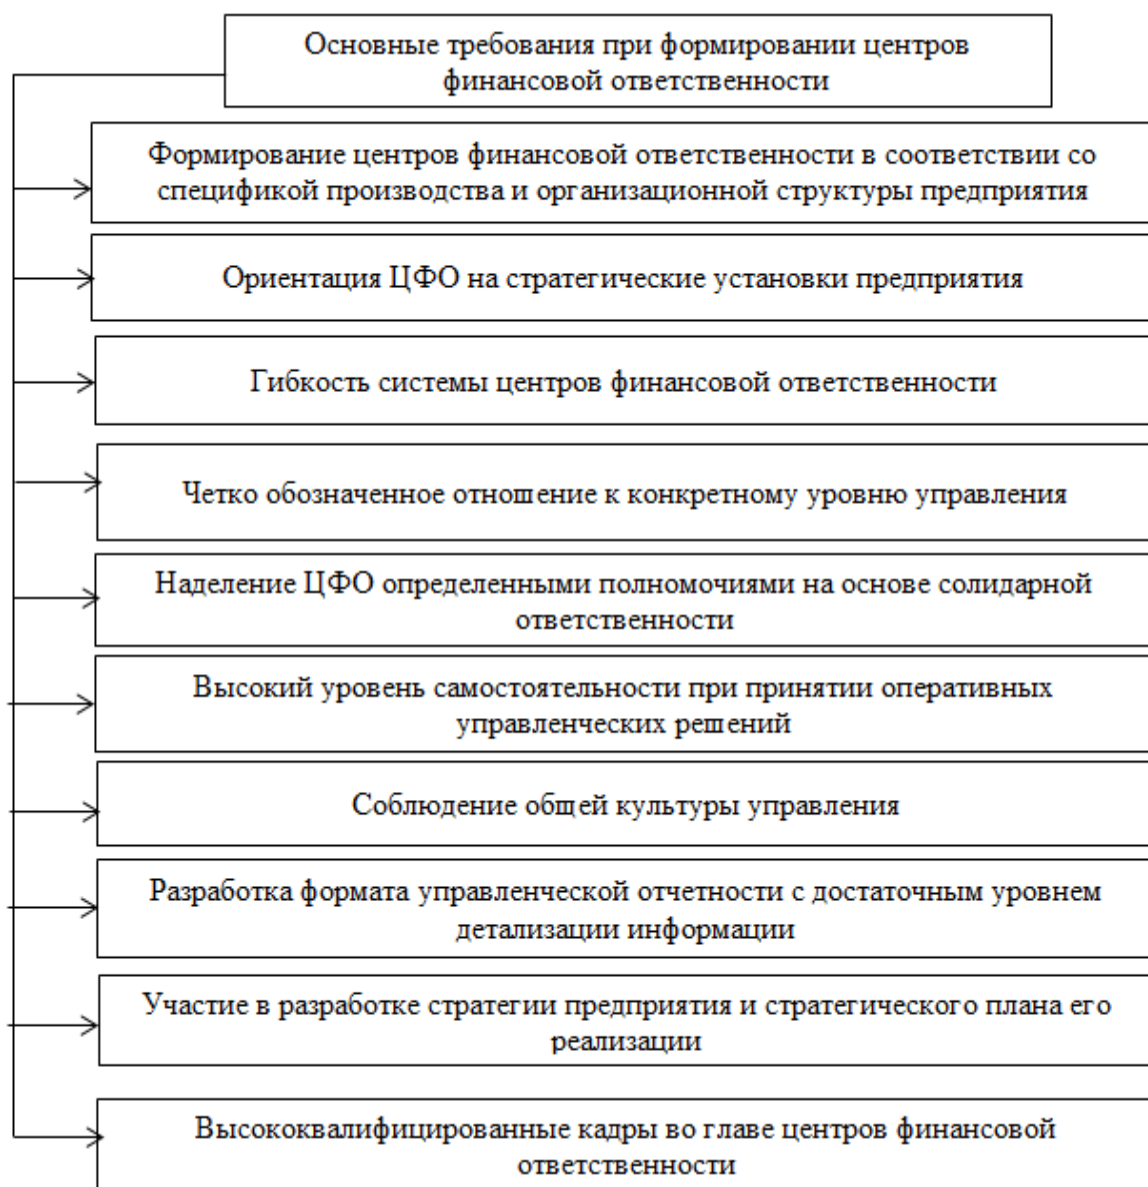 Основные требования при формировании центров
финансовой ответственности
Формирование центров финансовой ответственности в соответствии со
спецификой производства и организационной структуры предприятия
Ориентация ЦФО на стратегические установки предприятия
Гибкость системы центров финансовой ответственности
Четко обозначенное отношение к конкретному уровню управления
Наделение ЦФО определенными полномочиями на основе солидарной
ответственности
Высокий уровень самостоятельности при принятии оперативных
управленческих решений
Соблюдение общей культуры управления
Разработка формата управленческой отчетности с достаточным уровнем
детализации информации
Участие в разработке стратегии предприятия и стратегического плана его
реализации
Высококвалифицированные кадры во главе центров финансовой
ответственности